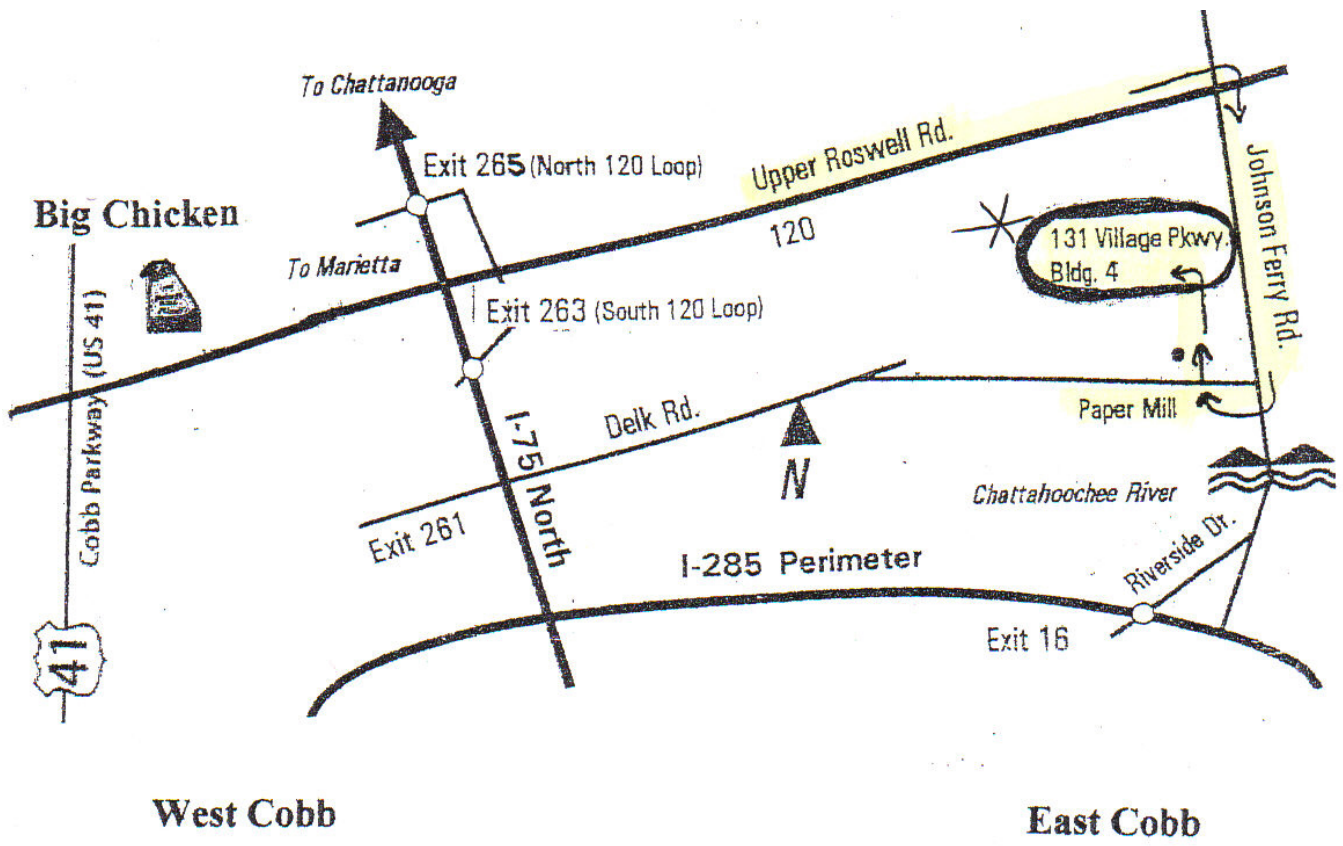 To Chattanooga
Exit 265 (North 120 Loop)
Upper Roswell Rd.
Johnson Ferry Rd.
Big Chicken
To Marietta
120
131 Village Pkwy.
Bldg. 4
Exit 263 (South 120 Loop)
Cobb Parkway (US 41)
I-75 North
Delk Rd.
Paper Mill
N
Chattahoochee River
Exit 261
I-285 Perimeter
Riverside Dr.
Exit 16
41
West Cobb
East Cobb